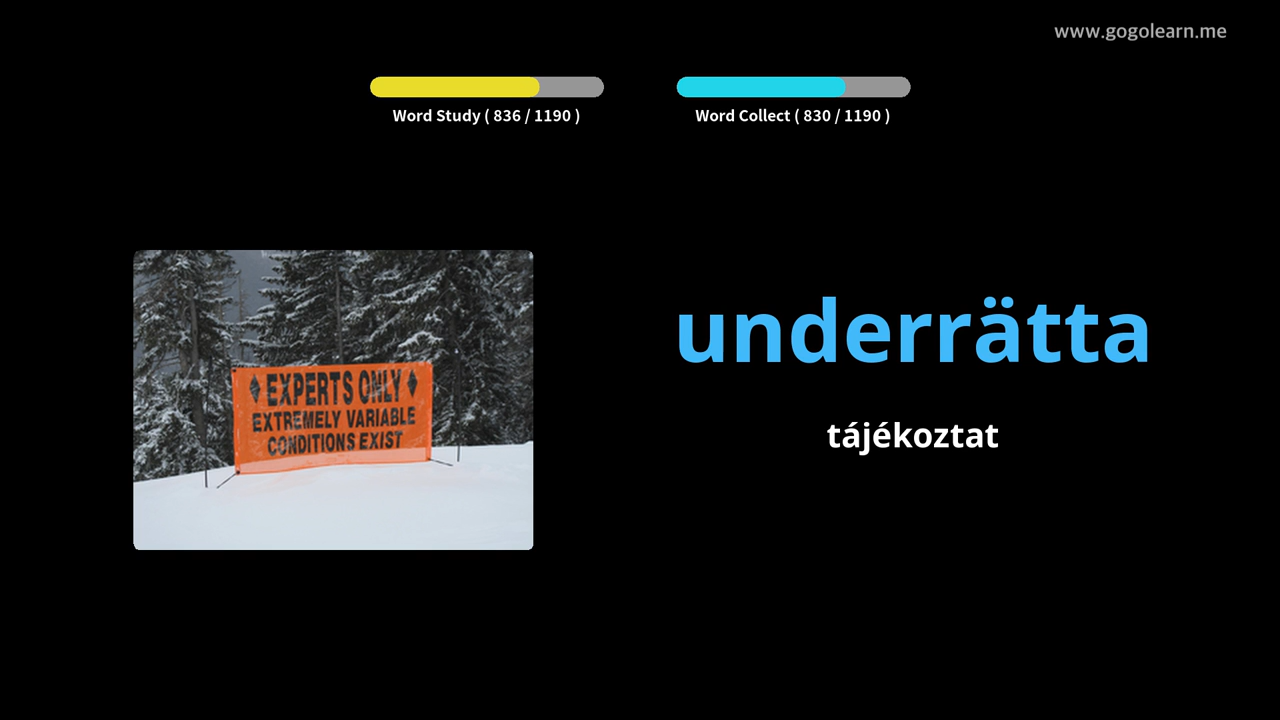 www.gogolearn.me
Word Study ( 836 / 1190 )
Word Collect ( 830 / 1190 )
EXPERTS ONLY
EXTREMELY VARIABLE
CONDITIONS EXIST
underrätta
tájékoztat